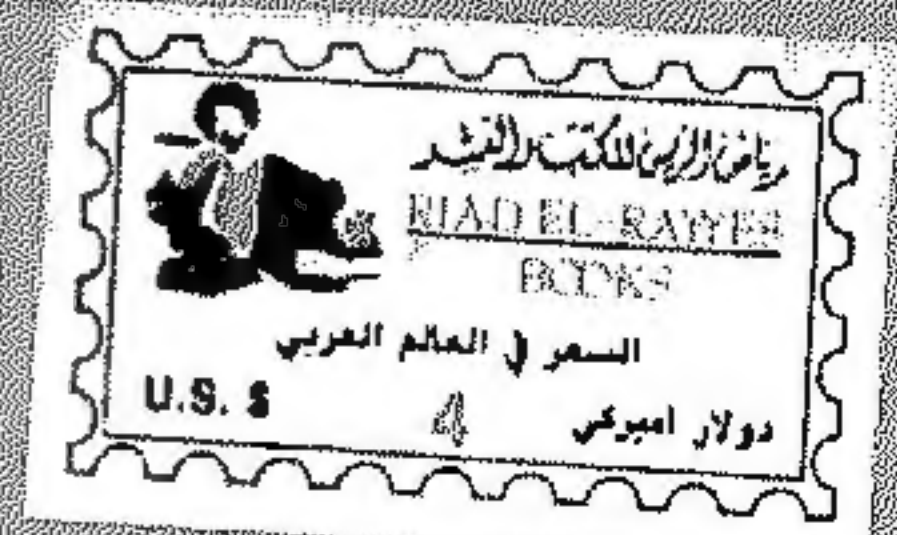 رياض الريس للكتب والنشر
RIAD EL-RAYYES
BOOKS
السعر في العالم العربي
U.S. $ 4 دولار اميركي